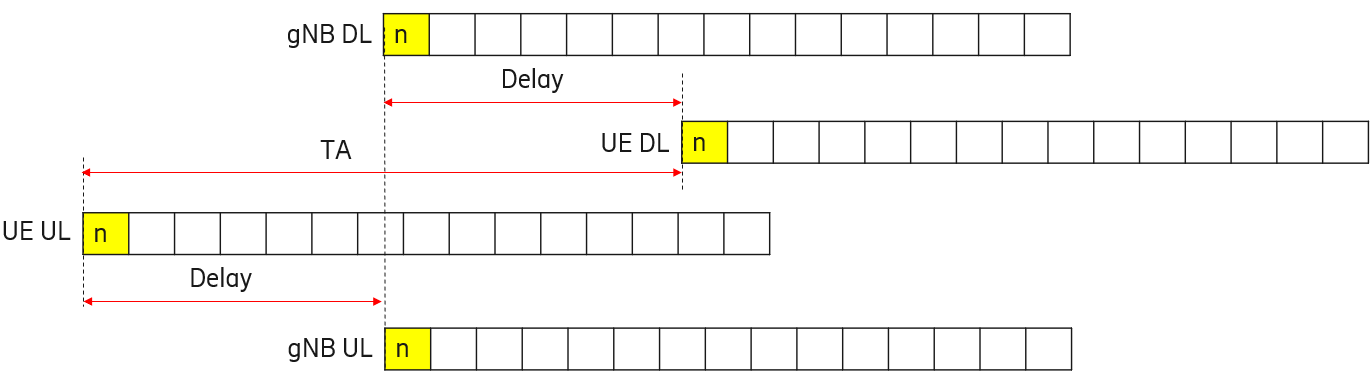 gNB DL n
Delay
UE DL n
TA
UE UL n
Delay
gNB UL n